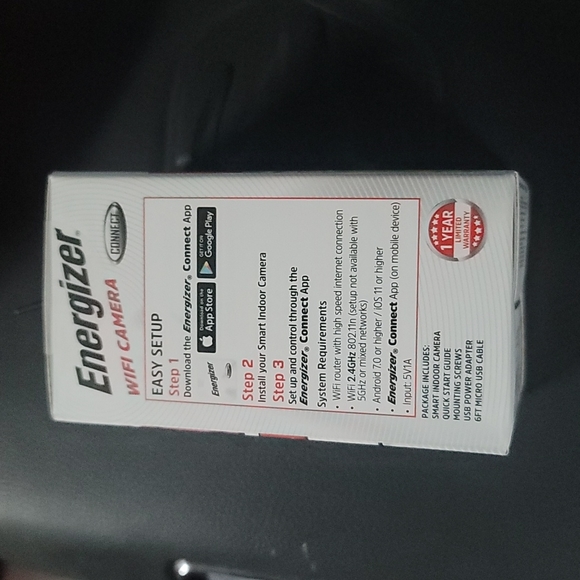 Energizer®
WIFI CAMERA
CONNECT
EASY SETUP
Step 1
Download the Energizer® Connect App
Energizer
Download on the
App Store
GET IT ON
Google Play
Step 2
Install your Smart Indoor Camera
Step 3
Set up and control through the
Energizer® Connect App
System Requirements
• WiFi router with high speed internet connection
• WiFi 2.4GHz 802.11n (setup not available with
5GHz or mixed networks)
• Android 7.0 or higher / iOS 11 or higher
• Energizer® Connect App (on mobile device)
• Input: 5V1A
PACKAGE INCLUDES:
SMART INDOOR CAMERA
QUICK START GUIDE
MOUNTING SCREWS
USB POWER ADAPTER
6FT MICRO USB CABLE
1 YEAR
LIMITED
WARRANTY